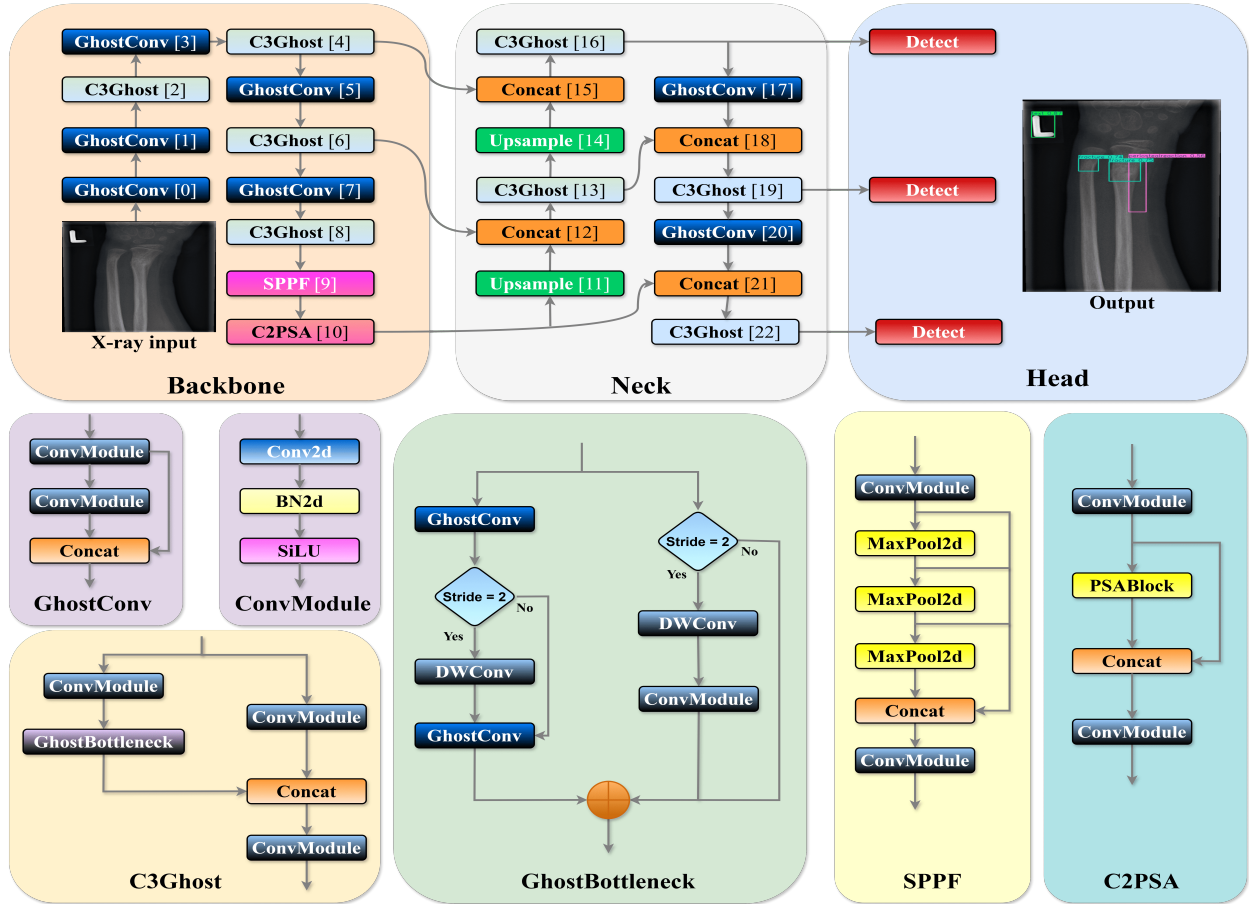 GhostConv [3]
C3Ghost [2]
GhostConv [1]
GhostConv [0]
X-ray input
C3Ghost [4]
GhostConv [5]
C3Ghost [6]
GhostConv [7]
C3Ghost [8]
SPPF [9]
C2PSA [10]
Backbone
C3Ghost [16]
Concat [15]
Upsample [14]
C3Ghost [13]
Concat [12]
Upsample [11]
GhostConv [17]
Concat [18]
C3Ghost [19]
GhostConv [20]
Concat [21]
C3Ghost [22]
Neck
Detect
Detect
Detect
Output
Head
ConvModule
ConvModule
Concat
GhostConv
Conv2d
BN2d
SiLU
ConvModule
ConvModule
GhostBottleneck
ConvModule
Concat
ConvModule
C3Ghost
GhostConv
Stride = 2
No
Yes
DWConv
GhostConv
Stride = 2
No
Yes
DWConv
ConvModule
GhostBottleneck
ConvModule
MaxPool2d
MaxPool2d
MaxPool2d
Concat
ConvModule
SPPF
ConvModule
PSABlock
Concat
ConvModule
C2PSA